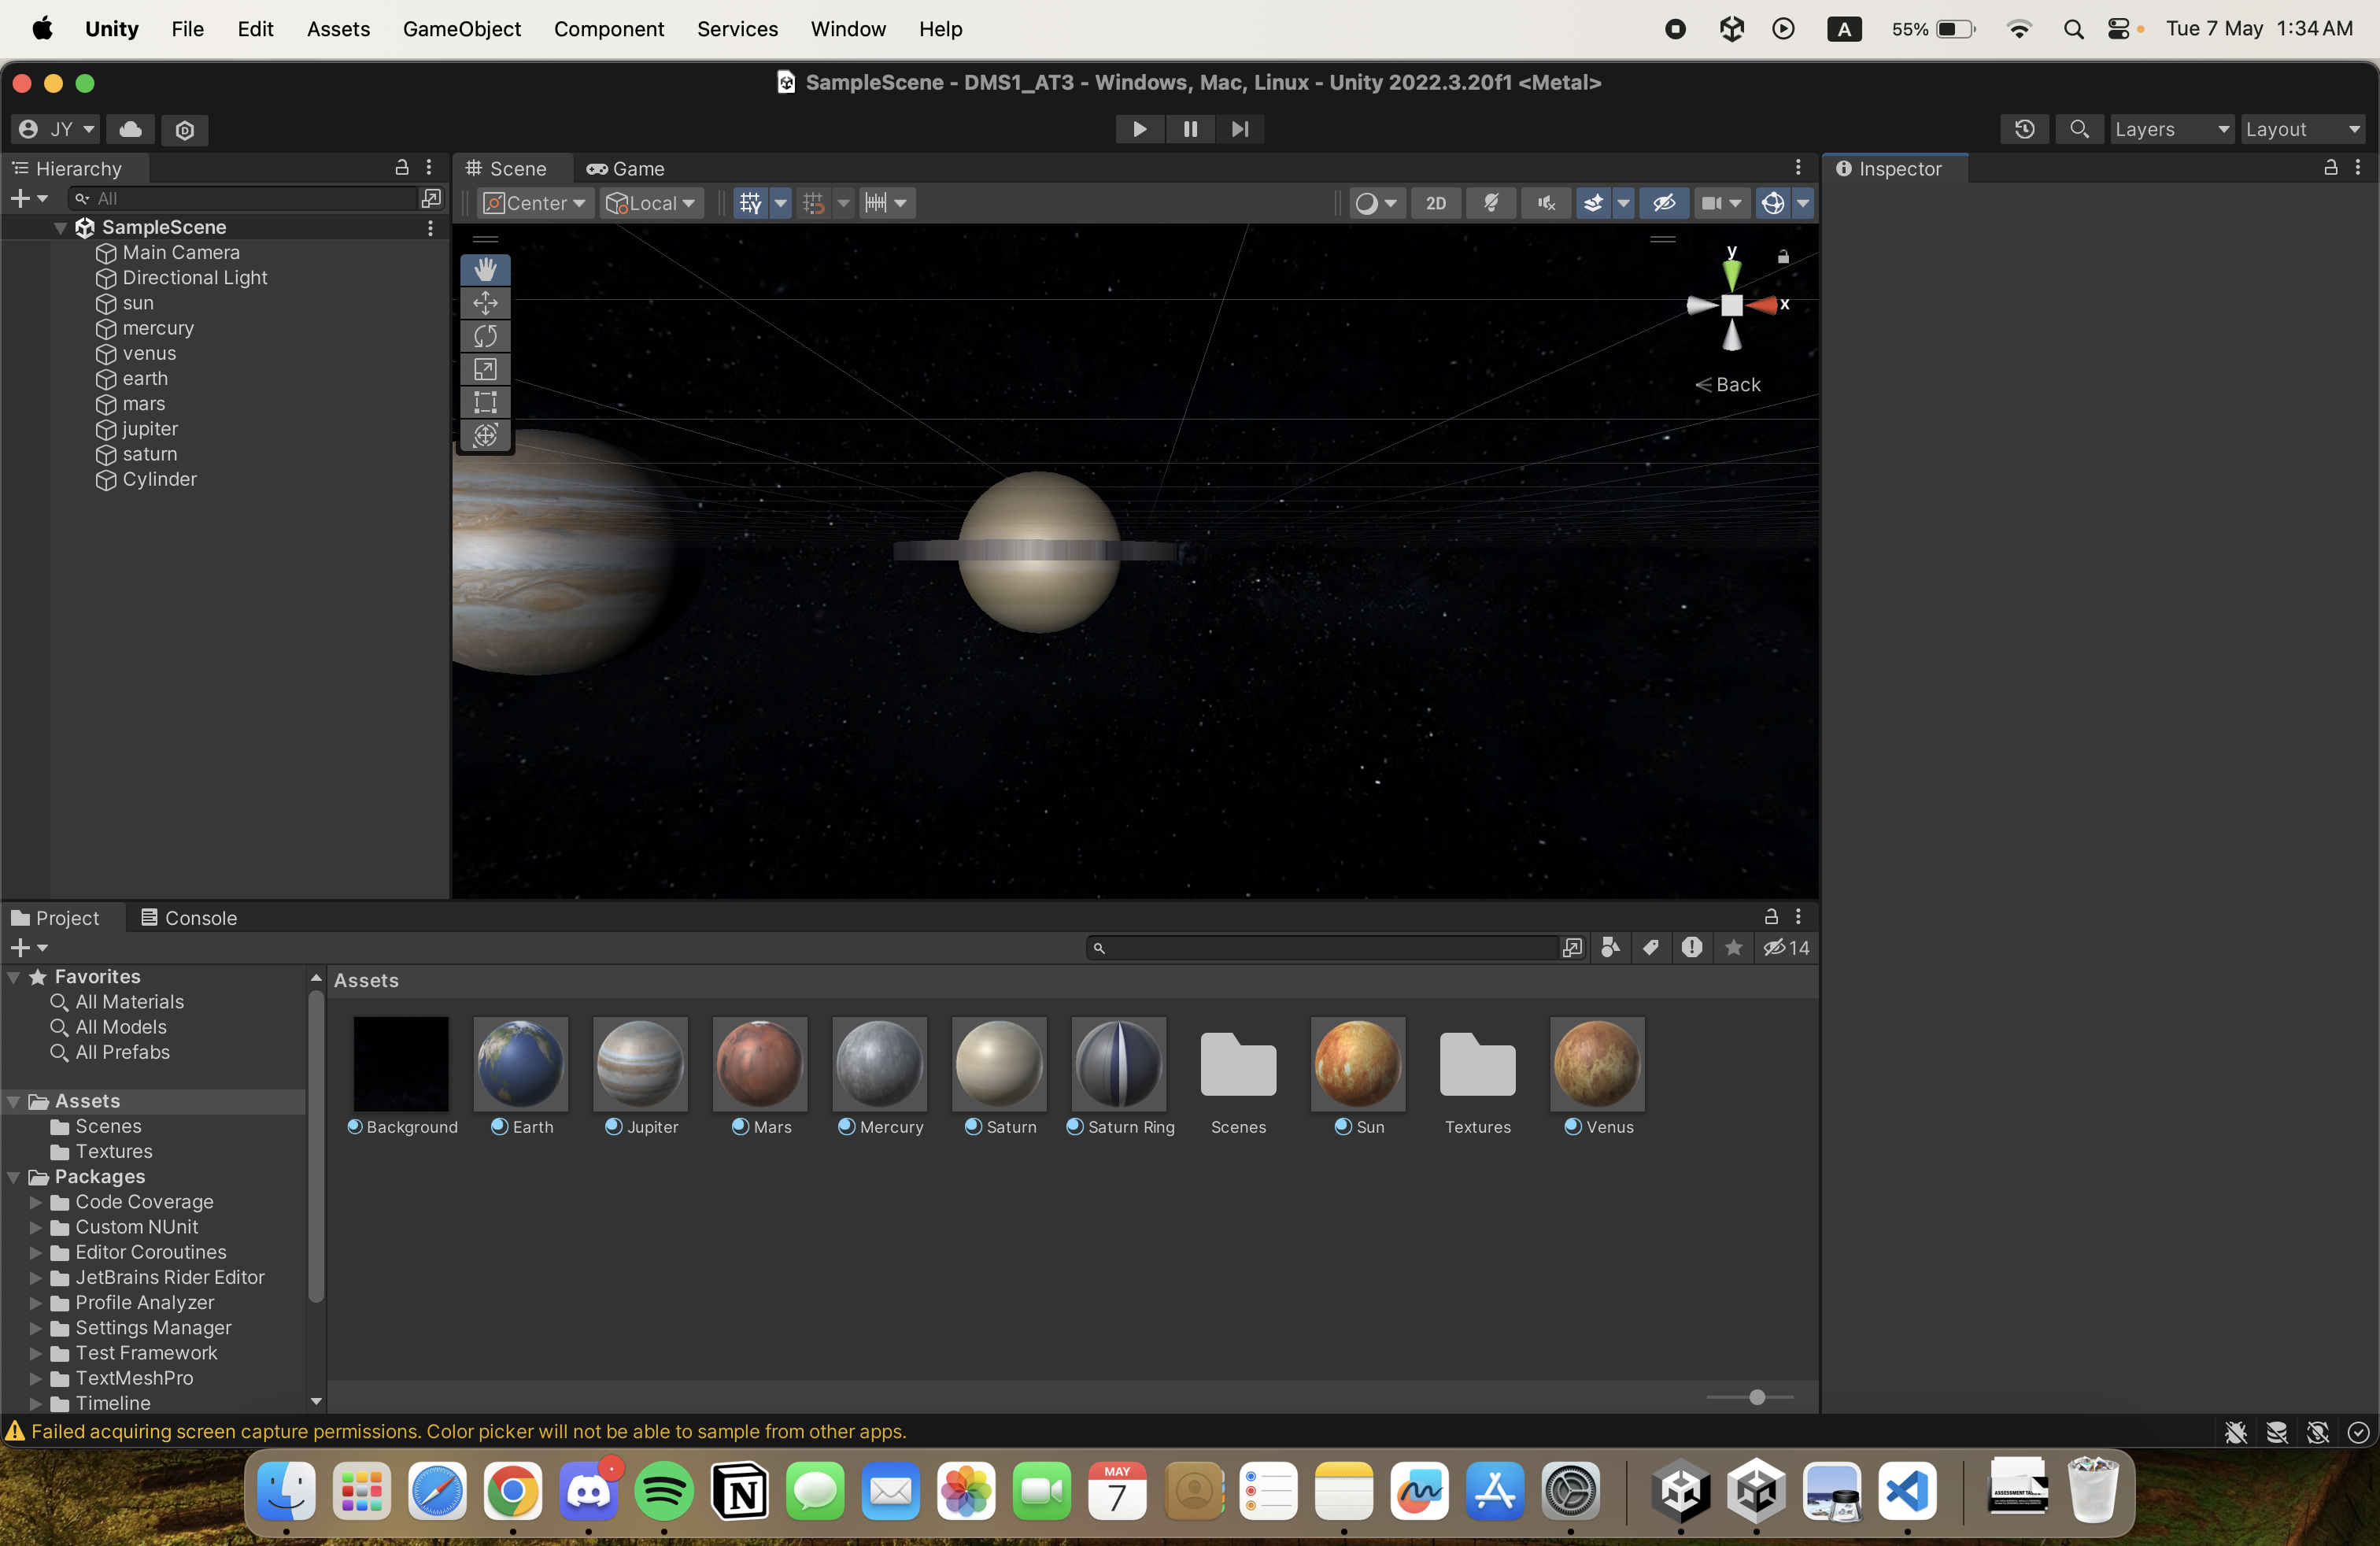 Unity File Edit Assets GameObject Component Services Window Help A 55% Tue 7 May 1:34 AM
SampleScene - DMS1_AT3 - Windows, Mac, Linux - Unity 2022.3.20f1 <Metal>
JY Layers Layout
Hierarchy
All
SampleScene
Main Camera
Directional Light
sun
mercury
venus
earth
mars
jupiter
saturn
Cylinder
Scene Game
Center Local 2D
y
x
Back
Inspector
Project Console
14
Favorites
All Materials
All Models
All Prefabs
Assets
Scenes
Textures
Packages
Code Coverage
Custom NUnit
Editor Coroutines
JetBrains Rider Editor
Profile Analyzer
Settings Manager
Test Framework
TextMeshPro
Timeline
Assets
Background Earth Jupiter Mars Mercury Saturn Saturn Ring Scenes Sun Textures Venus
Failed acquiring screen capture permissions. Color picker will not be able to sample from other apps.
MAY
7